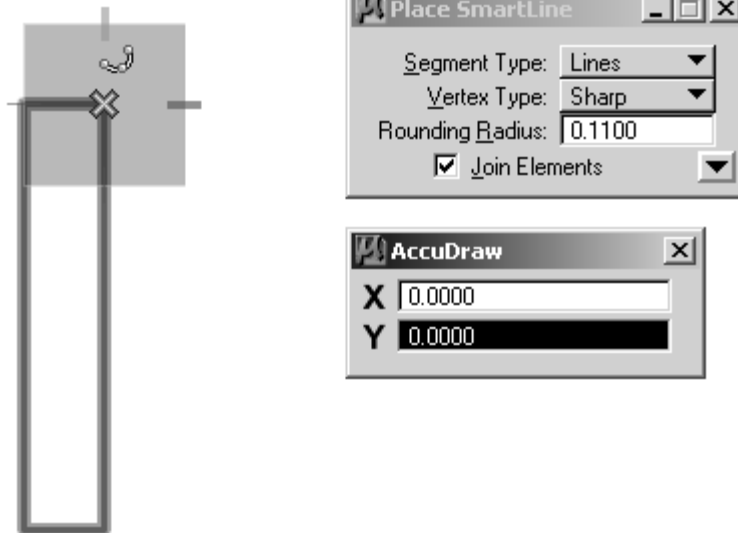 Place SmartLine
Segment Type: Lines
Vertex Type: Sharp
Rounding Radius: 0.1100
Join Elements
AccuDraw
X 0.0000
Y 0.0000